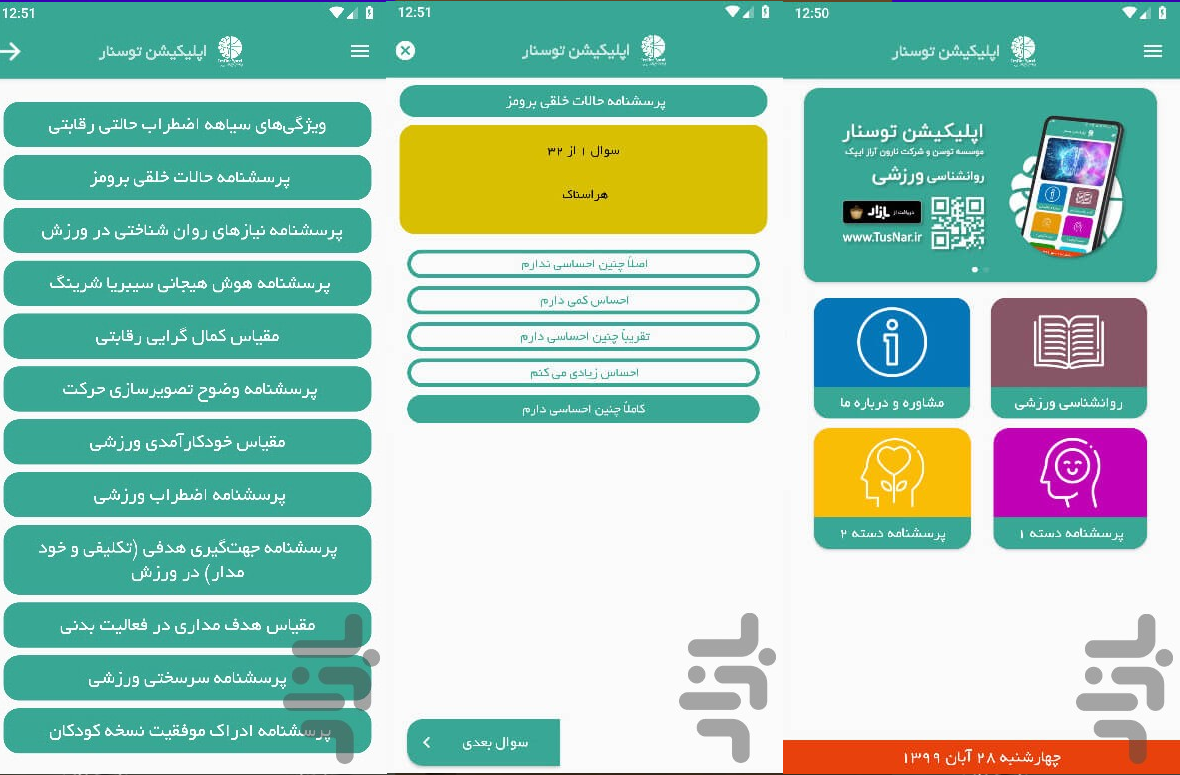 12:51
اپلیکیشن توسنار
ویژگی‌های سیاهه اضطراب حالتی رقابتی
پرسشنامه حالات خلقی برومز
پرسشنامه نیازهای روان شناختی در ورزش
پرسشنامه هوش هیجانی سیبریا شرینگ
مقیاس کمال گرایی رقابتی
پرسشنامه وضوح تصویرسازی حرکت
مقیاس خودکارآمدی ورزشی
پرسشنامه اضطراب ورزشی
پرسشنامه جهت‌گیری هدفی (تکلیفی و خود
مدار) در ورزش
مقیاس هدف مداری در فعالیت بدنی
پرسشنامه سرسختی ورزشی
پرسشنامه ادراک موفقیت نسخه کودکان
بازار
12:51
اپلیکیشن توسنار
پرسشنامه حالات خلقی برومز
سوال ۱ از ۳۲
هراسناک
اصلاً چنین احساسی ندارم
احساس کمی دارم
تقریباً چنین احساسی دارم
احساس زیادی می کنم
کاملاً چنین احساسی دارم
سوال بعدی
بازار
12:50
اپلیکیشن توسنار
اپلیکیشن توسنار
موسسه توسن و شرکت نارون آراز ایپک
روانشناسی ورزشی
دریافت از بازار
www.TusNar.ir
روانشناسی ورزشی
مشاوره و درباره ما
پرسشنامه دسته ۱
پرسشنامه دسته ۲
بازار
چهارشنبه ۲۸ آبان ۱۳۹۹